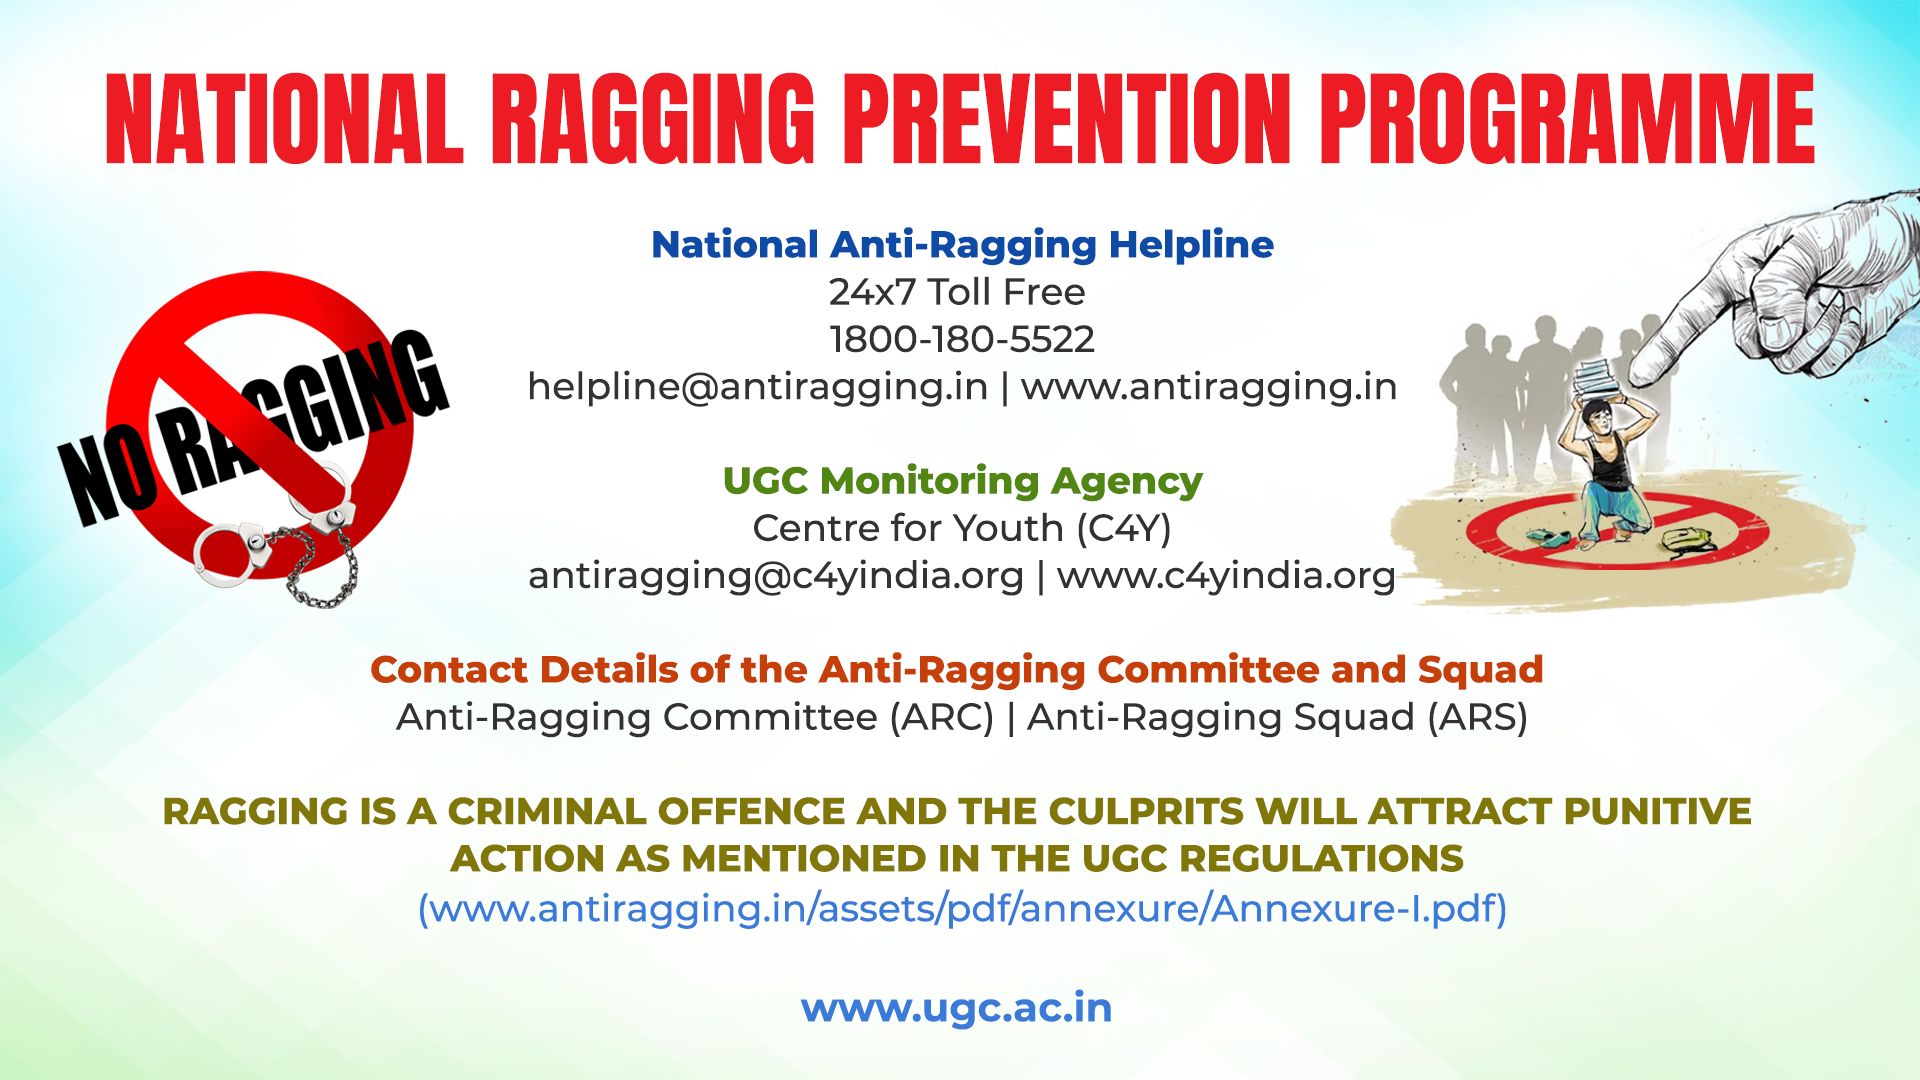 NATIONAL RAGGING PREVENTION PROGRAMME
National Anti-Ragging Helpline
24x7 Toll Free
1800-180-5522
helpline@antiragging.in | www.antiragging.in
NO RAGGING
UGC Monitoring Agency
Centre for Youth (C4Y)
antiragging@c4yindia.org | www.c4yindia.org
Contact Details of the Anti-Ragging Committee and Squad
Anti-Ragging Committee (ARC) | Anti-Ragging Squad (ARS)
RAGGING IS A CRIMINAL OFFENCE AND THE CULPRITS WILL ATTRACT PUNITIVE
ACTION AS MENTIONED IN THE UGC REGULATIONS
(www.antiragging.in/assets/pdf/annexure/Annexure-I.pdf)
www.ugc.ac.in